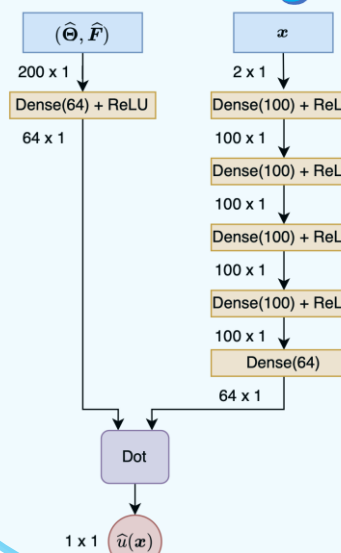 (Θ̂, F̂)
200 x 1
Dense(64) + ReLU
64 x 1
x
2 x 1
Dense(100) + ReL
100 x 1
Dense(100) + ReL
100 x 1
Dense(100) + ReL
100 x 1
Dense(100) + ReL
100 x 1
Dense(64)
64 x 1
Dot
1 x 1
û(x)